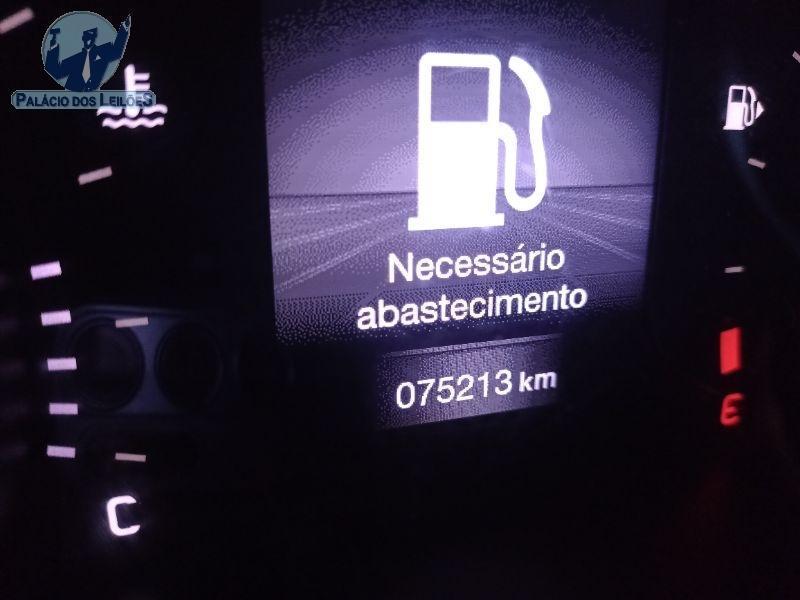 PALÁCIO DOS LEILÕES
Necessário
abastecimento
075213 km
E
C